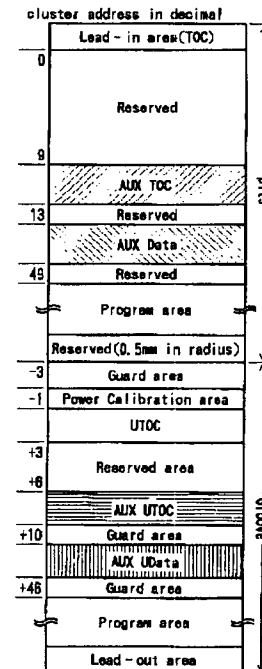 cluster address in decimal
Lead-in area(TOC)
0
Reserved
9
AUX TOC
13
Reserved
AUX Data
49
Reserved
Program area
Reserved(0.5mm in radius)
-3
Guard area
-1
Power Calibration area
UTOC
+3
Reserved area
+6
AUX UTOC
+10
Guard area
AUX UData
+46
Guard area
Program area
Lead-out area